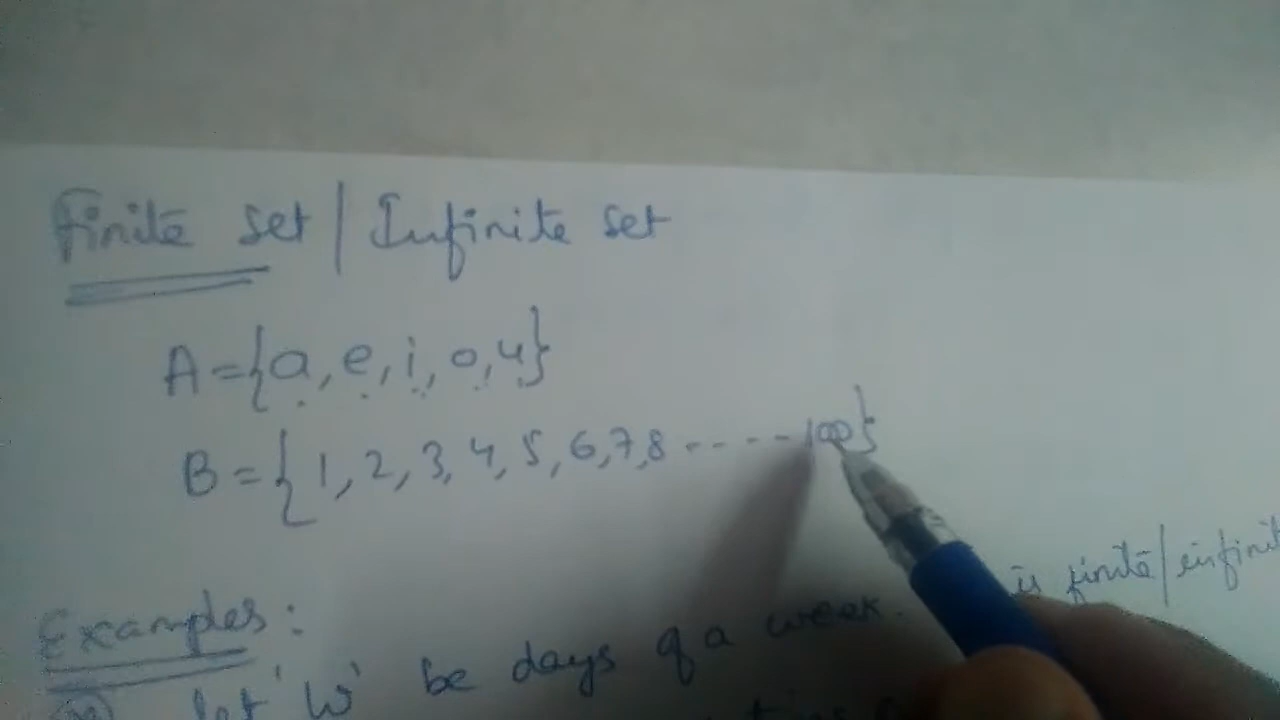 Finite set | Infinite set
A = {a, e, i, o, u}
B = { 1, 2, 3, 4, 5, 6, 7, 8 ----- 100}
Examples:
let 'W' be days of a week. is finite/infinit